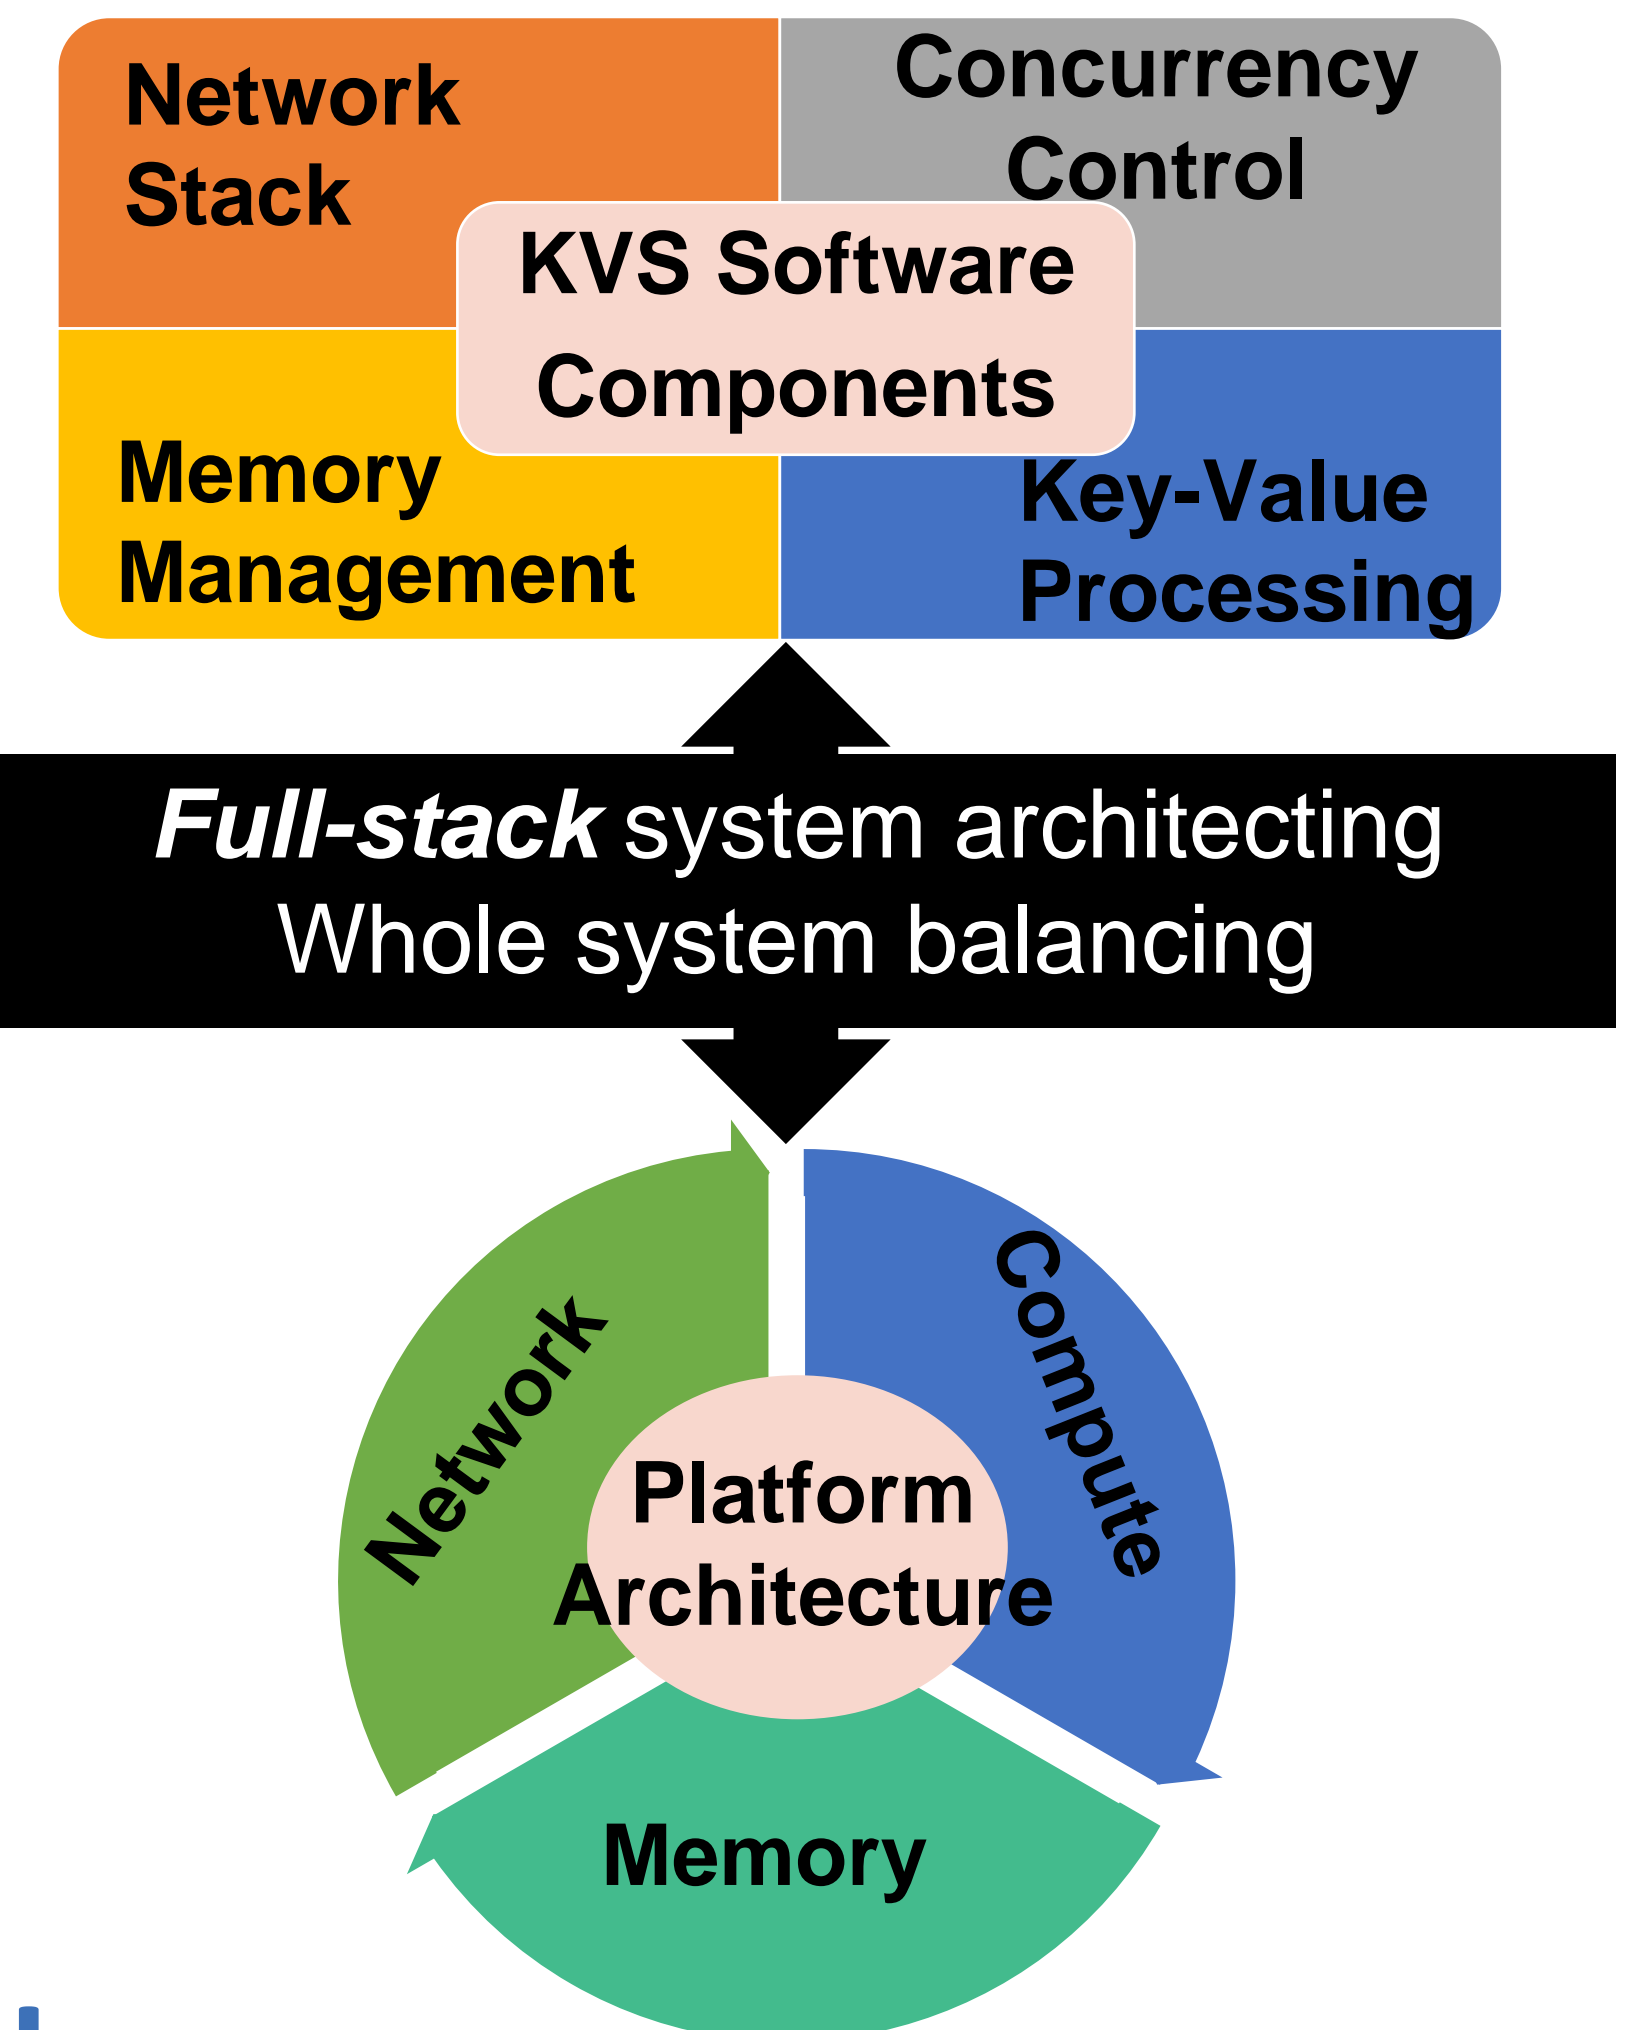 Network
Stack
Concurrency
Control
KVS Software
Components
Memory
Management
Key-Value
Processing
Full-stack system architecting
Whole system balancing
Network
Compute
Platform
Architecture
Memory